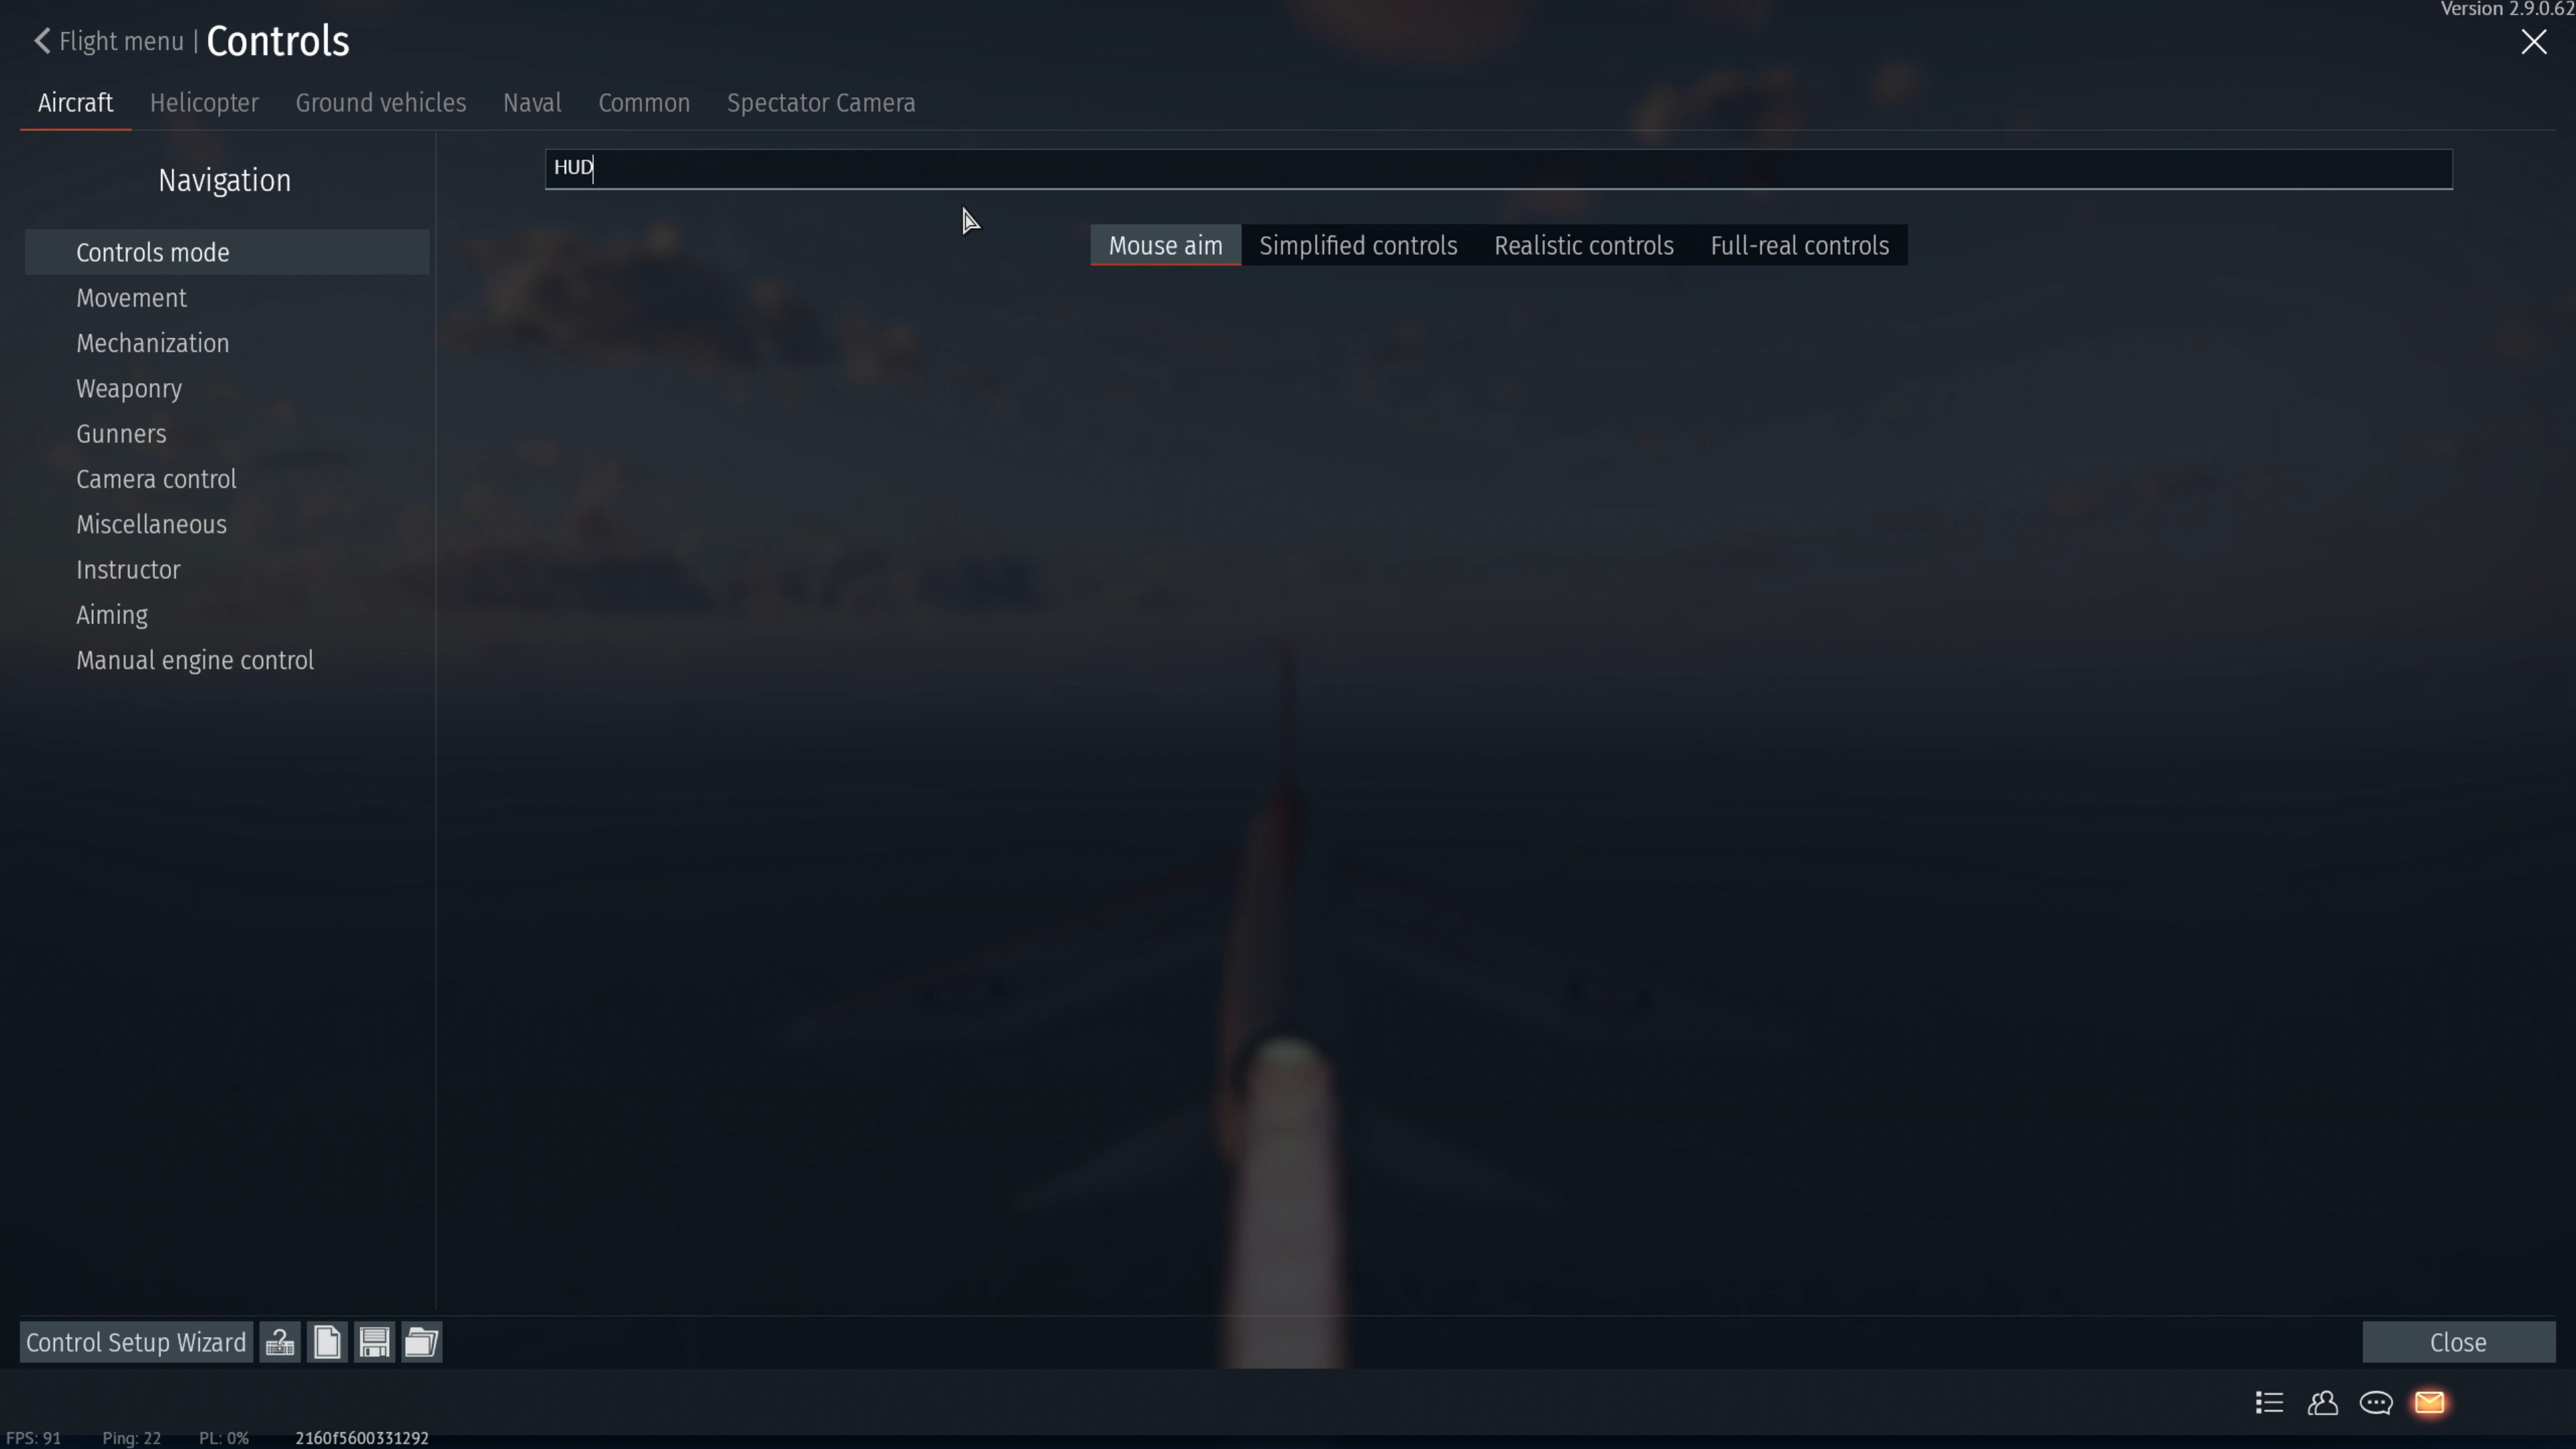 Version 2.9.0.62
Flight menu | Controls
Aircraft Helicopter Ground vehicles Naval Common Spectator Camera
HUD
Navigation
Mouse aim Simplified controls Realistic controls Full-real controls
Controls mode
Movement
Mechanization
Weaponry
Gunners
Camera control
Miscellaneous
Instructor
Aiming
Manual engine control
Control Setup Wizard
Close
FPS: 91 Ping: 22 PL: 0% 2160f5600331292